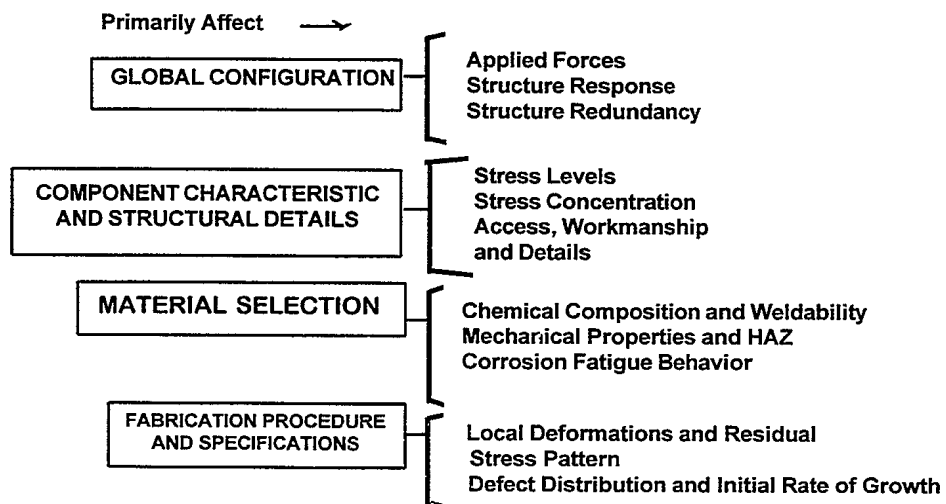 Primarily Affect
GLOBAL CONFIGURATION
Applied Forces
Structure Response
Structure Redundancy
COMPONENT CHARACTERISTIC
AND STRUCTURAL DETAILS
Stress Levels
Stress Concentration
Access, Workmanship
and Details
MATERIAL SELECTION
Chemical Composition and Weldability
Mechanical Properties and HAZ
Corrosion Fatigue Behavior
FABRICATION PROCEDURE
AND SPECIFICATIONS
Local Deformations and Residual
Stress Pattern
Defect Distribution and Initial Rate of Growth